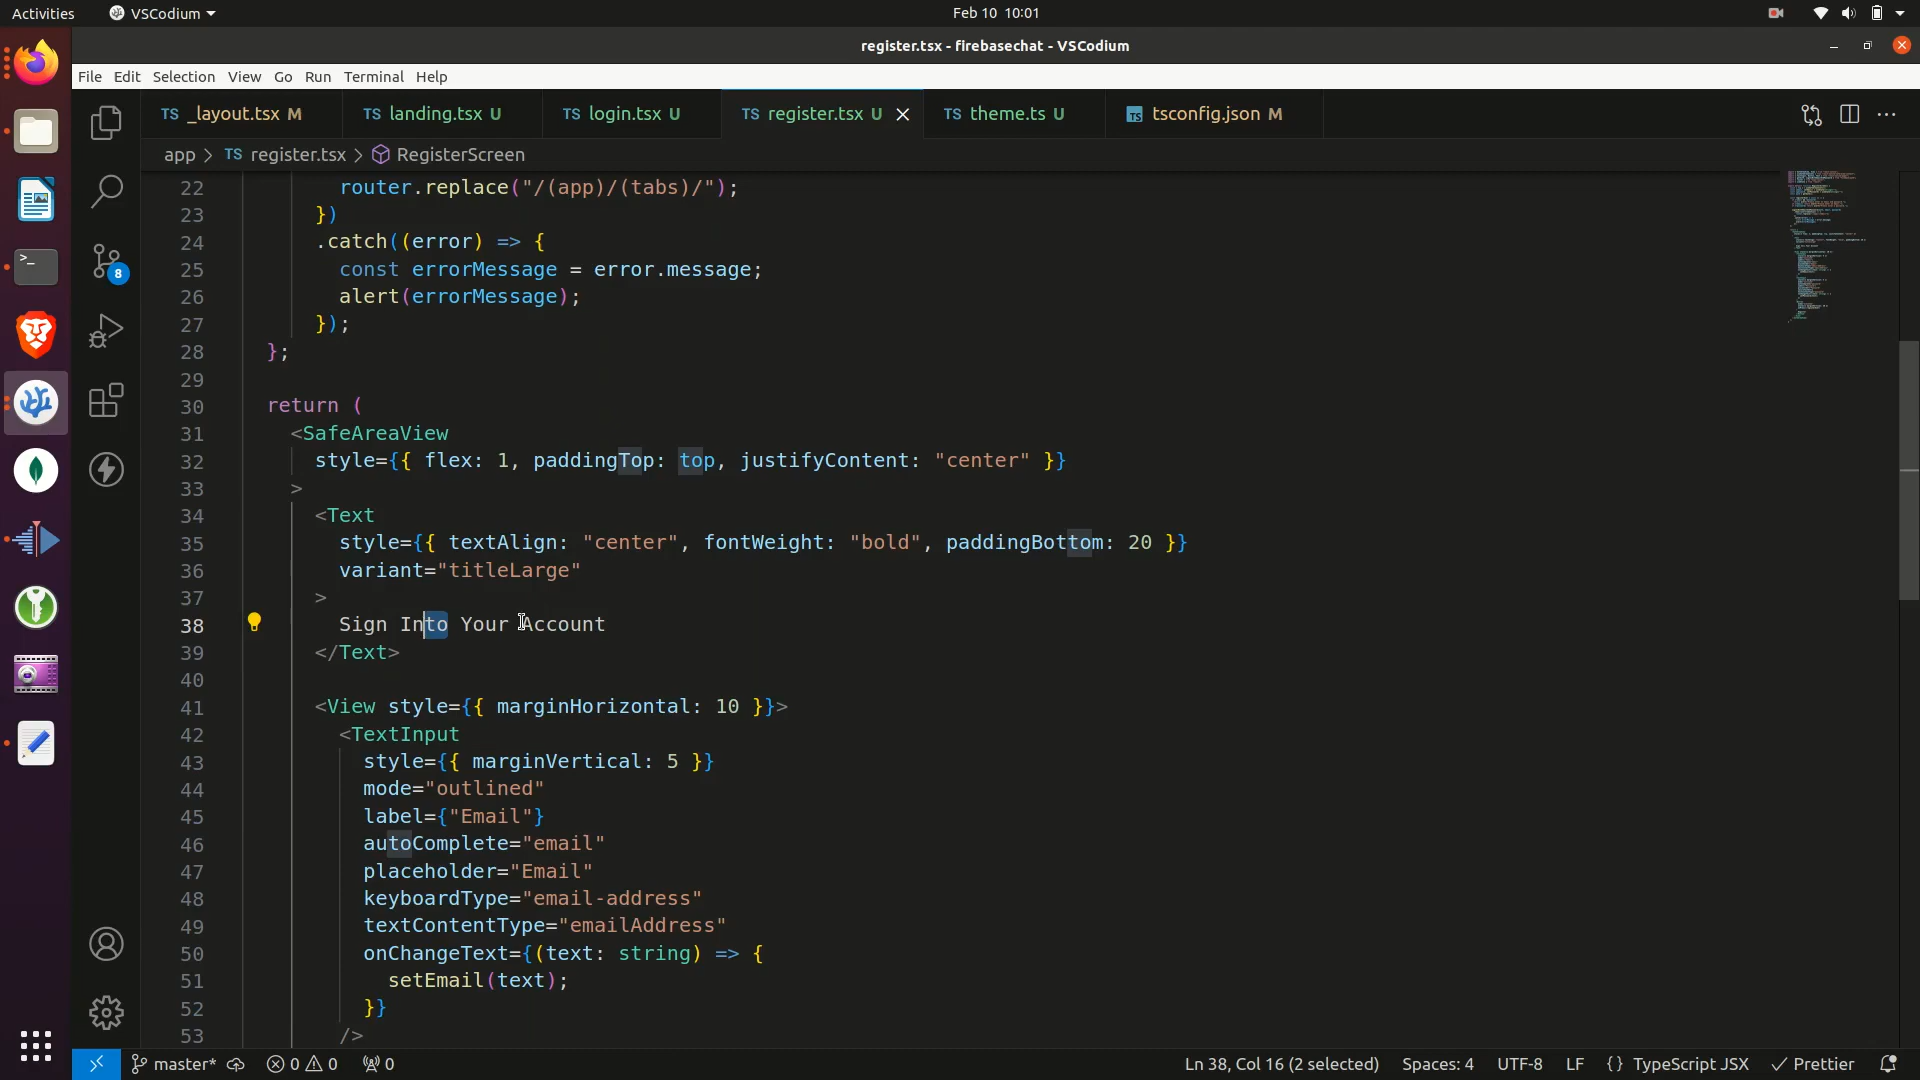 Activities
VSCodium
Feb 10 10:01
register.tsx - firebasechat - VSCodium
File Edit Selection View Go Run Terminal Help
TS _layout.tsx M
TS landing.tsx U
TS login.tsx U
TS register.tsx U
TS theme.ts U
TS tsconfig.json M
app > TS register.tsx > RegisterScreen
22 router.replace("/(app)/(tabs)/");
23 })
24 .catch((error) => {
25 const errorMessage = error.message;
26 alert(errorMessage);
27 });
28 };
29
30 return (
31 <SafeAreaView
32 style={{ flex: 1, paddingTop: top, justifyContent: "center" }}
33 >
34 <Text
35 style={{ textAlign: "center", fontWeight: "bold", paddingBottom: 20 }}
36 variant="titleLarge"
37 >
38 Sign Into Your Account
39 </Text>
40
41 <View style={{ marginHorizontal: 10 }}>
42 <TextInput
43 style={{ marginVertical: 5 }}
44 mode="outlined"
45 label={"Email"}
46 autoComplete="email"
47 placeholder="Email"
48 keyboardType="email-address"
49 textContentType="emailAddress"
50 onChangeText={(text: string) => {
51 setEmail(text);
52 }}
53 />
8
master* 0 0 0
Ln 38, Col 16 (2 selected) Spaces: 4 UTF-8 LF {} TypeScript JSX Prettier